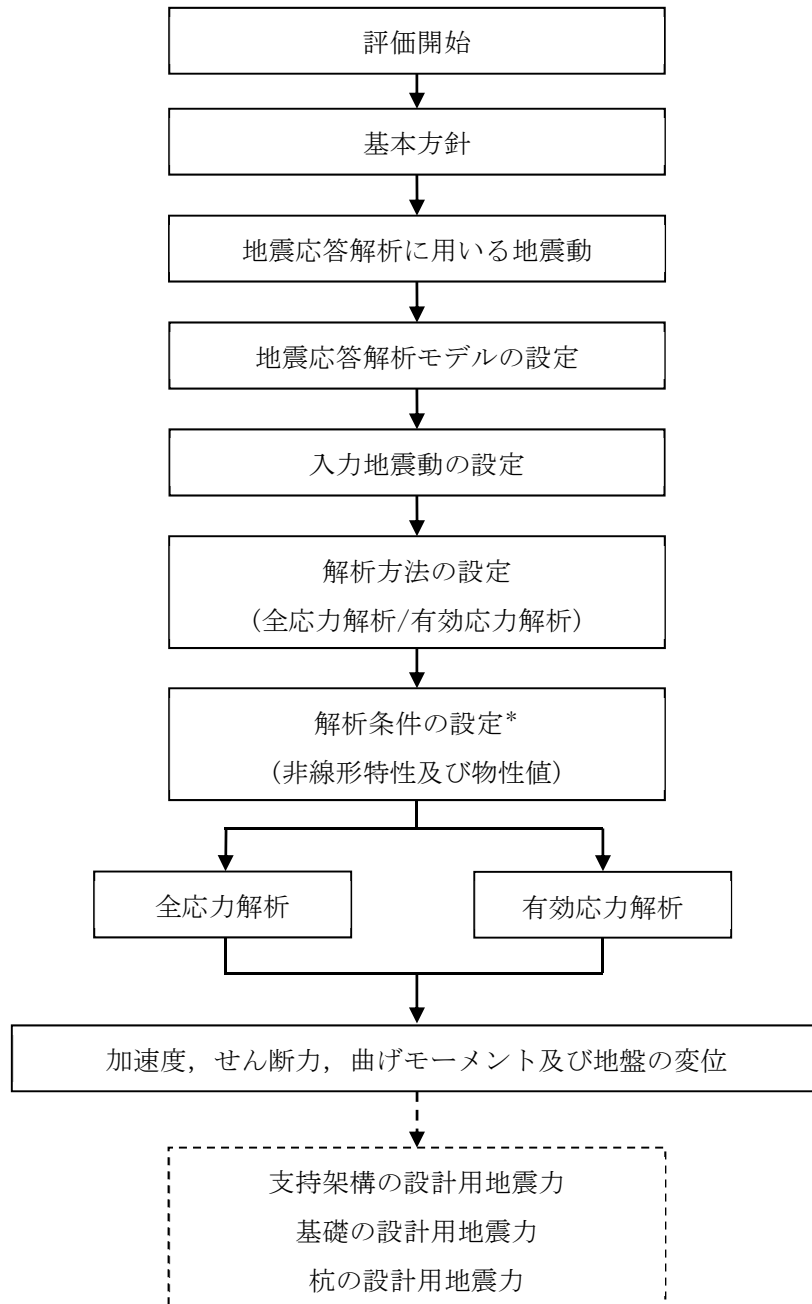 評価開始
基本方針
地震応答解析に用いる地震動
地震応答解析モデルの設定
入力地震動の設定
解析方法の設定
(全応力解析/有効応力解析)
解析条件の設定*
(非線形特性及び物性値)
全応力解析
有効応力解析
加速度，せん断力，曲げモーメント及び地盤の変位
支持架構の設計用地震力
基礎の設計用地震力
杭の設計用地震力